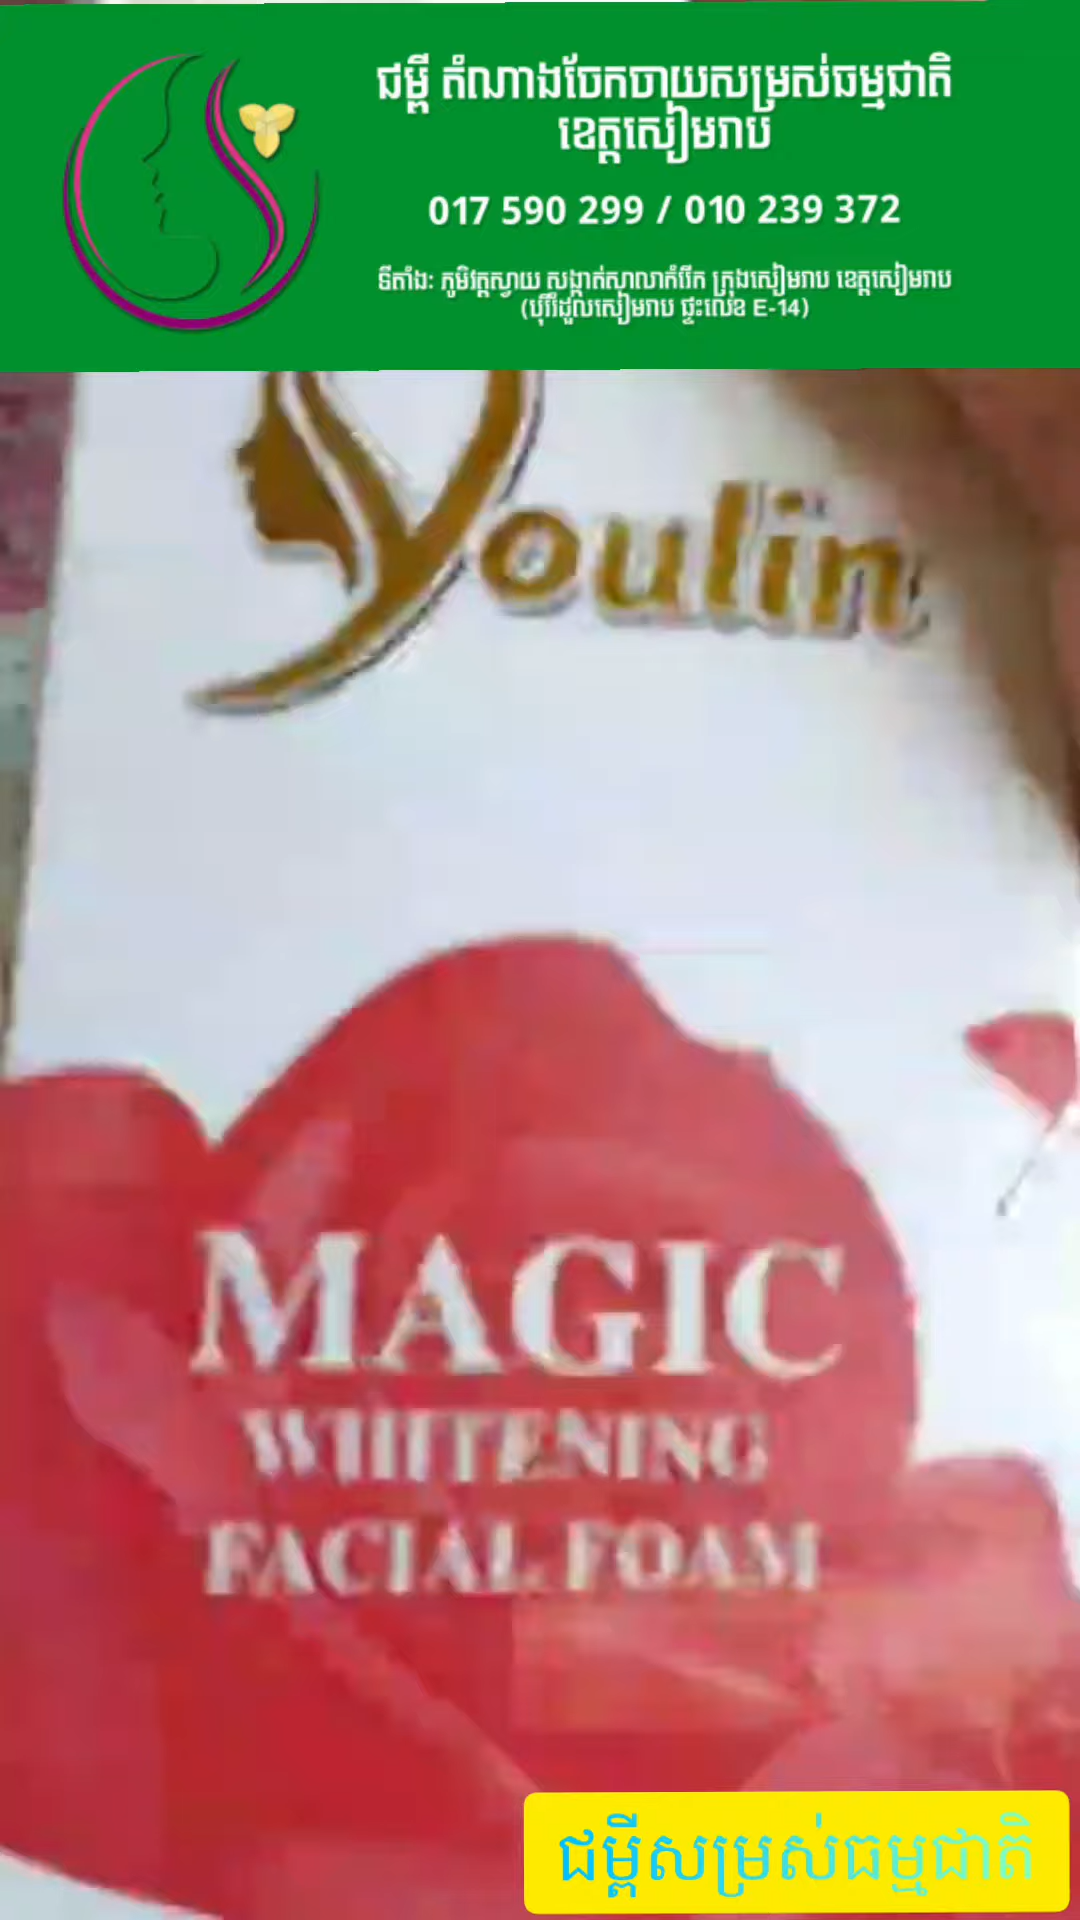 ជម្ពី តំណាងចែកចាយសម្រស់ធម្មជាតិ
ខេត្តសៀមរាប
017 590 299 / 010 239 372
ទីតាំង: ភូមិវត្តស្វាយ សង្កាត់សាលាកំរើក ក្រុងសៀមរាប ខេត្តសៀមរាប
(បុរីរីដួលសៀមរាប ផ្ទះលេខ E-14)
Youlin
MAGIC
WHITENING
FACIAL FOAM
ជម្ពីសម្រស់ធម្មជាតិ